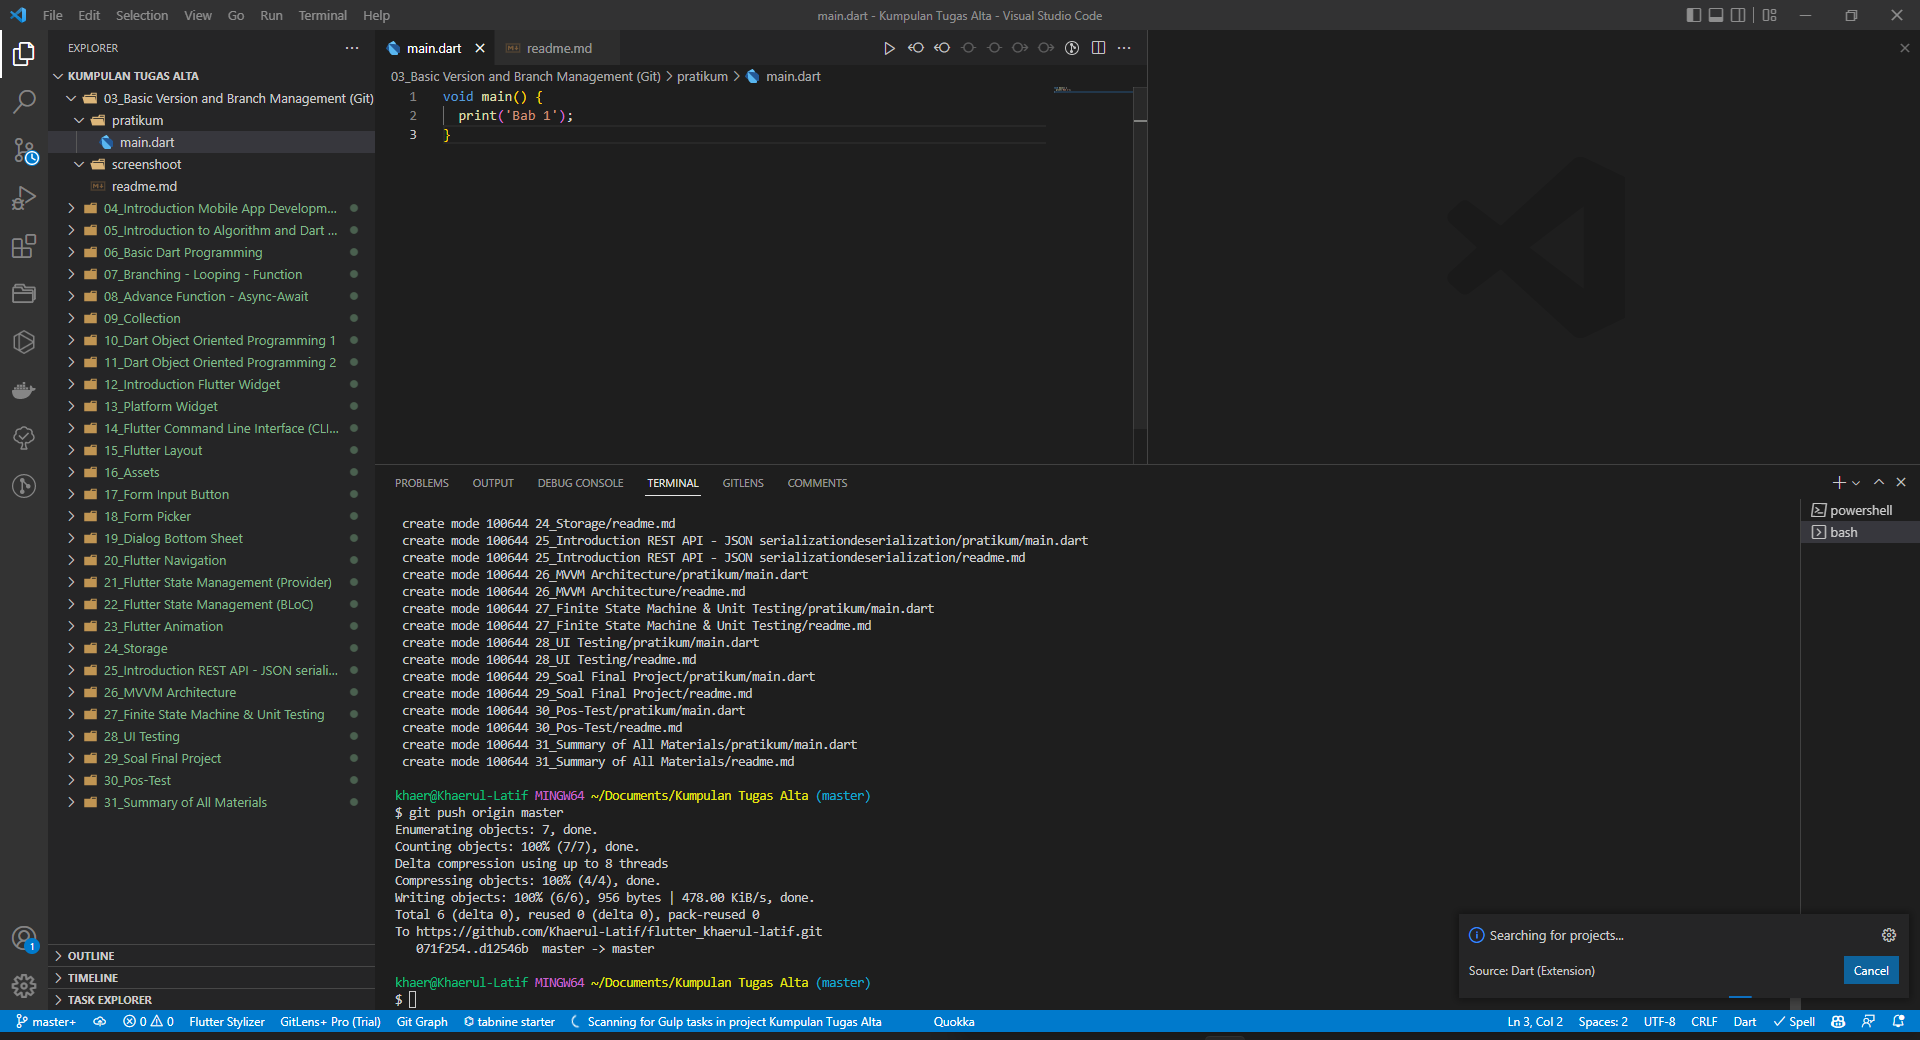 File Edit Selection View Go Run Terminal Help
main.dart - Kumpulan Tugas Alta - Visual Studio Code
EXPLORER
KUMPULAN TUGAS ALTA
03_Basic Version and Branch Management (Git)
pratikum
main.dart
screenshoot
readme.md
04_Introduction Mobile App Developm...
05_Introduction to Algorithm and Dart ...
06_Basic Dart Programming
07_Branching - Looping - Function
08_Advance Function - Async-Await
09_Collection
10_Dart Object Oriented Programming 1
11_Dart Object Oriented Programming 2
12_Introduction Flutter Widget
13_Platform Widget
14_Flutter Command Line Interface (CLI...
15_Flutter Layout
16_Assets
17_Form Input Button
18_Form Picker
19_Dialog Bottom Sheet
20_Flutter Navigation
21_Flutter State Management (Provider)
22_Flutter State Management (BLoC)
23_Flutter Animation
24_Storage
25_Introduction REST API - JSON seriali...
26_MVVM Architecture
27_Finite State Machine & Unit Testing
28_UI Testing
29_Soal Final Project
30_Pos-Test
31_Summary of All Materials
OUTLINE
TIMELINE
TASK EXPLORER
1
main.dart readme.md
03_Basic Version and Branch Management (Git) > pratikum > main.dart
1 void main() {
2 print('Bab 1');
3 }
PROBLEMS OUTPUT DEBUG CONSOLE TERMINAL GITLENS COMMENTS
create mode 100644 24_Storage/readme.md
create mode 100644 25_Introduction REST API - JSON serializationdeserialization/pratikum/main.dart
create mode 100644 25_Introduction REST API - JSON serializationdeserialization/readme.md
create mode 100644 26_MVVM Architecture/pratikum/main.dart
create mode 100644 26_MVVM Architecture/readme.md
create mode 100644 27_Finite State Machine & Unit Testing/pratikum/main.dart
create mode 100644 27_Finite State Machine & Unit Testing/readme.md
create mode 100644 28_UI Testing/pratikum/main.dart
create mode 100644 28_UI Testing/readme.md
create mode 100644 29_Soal Final Project/pratikum/main.dart
create mode 100644 29_Soal Final Project/readme.md
create mode 100644 30_Pos-Test/pratikum/main.dart
create mode 100644 30_Pos-Test/readme.md
create mode 100644 31_Summary of All Materials/pratikum/main.dart
create mode 100644 31_Summary of All Materials/readme.md
khaer@Khaerul-Latif MINGW64 ~/Documents/Kumpulan Tugas Alta (master)
$ git push origin master
Enumerating objects: 7, done.
Counting objects: 100% (7/7), done.
Delta compression using up to 8 threads
Compressing objects: 100% (4/4), done.
Writing objects: 100% (6/6), 956 bytes | 478.00 KiB/s, done.
Total 6 (delta 0), reused 0 (delta 0), pack-reused 0
To https://github.com/Khaerul-Latif/flutter_khaerul-latif.git
071f254..d12546b master -> master
khaer@Khaerul-Latif MINGW64 ~/Documents/Kumpulan Tugas Alta (master)
$
powershell
bash
Searching for projects...
Source: Dart (Extension)
Cancel
master+ 0 0 Flutter Stylizer GitLens+ Pro (Trial) Git Graph tabnine starter Scanning for Gulp tasks in project Kumpulan Tugas Alta Quokka Ln 3, Col 2 Spaces: 2 UTF-8 CRLF Dart Spell